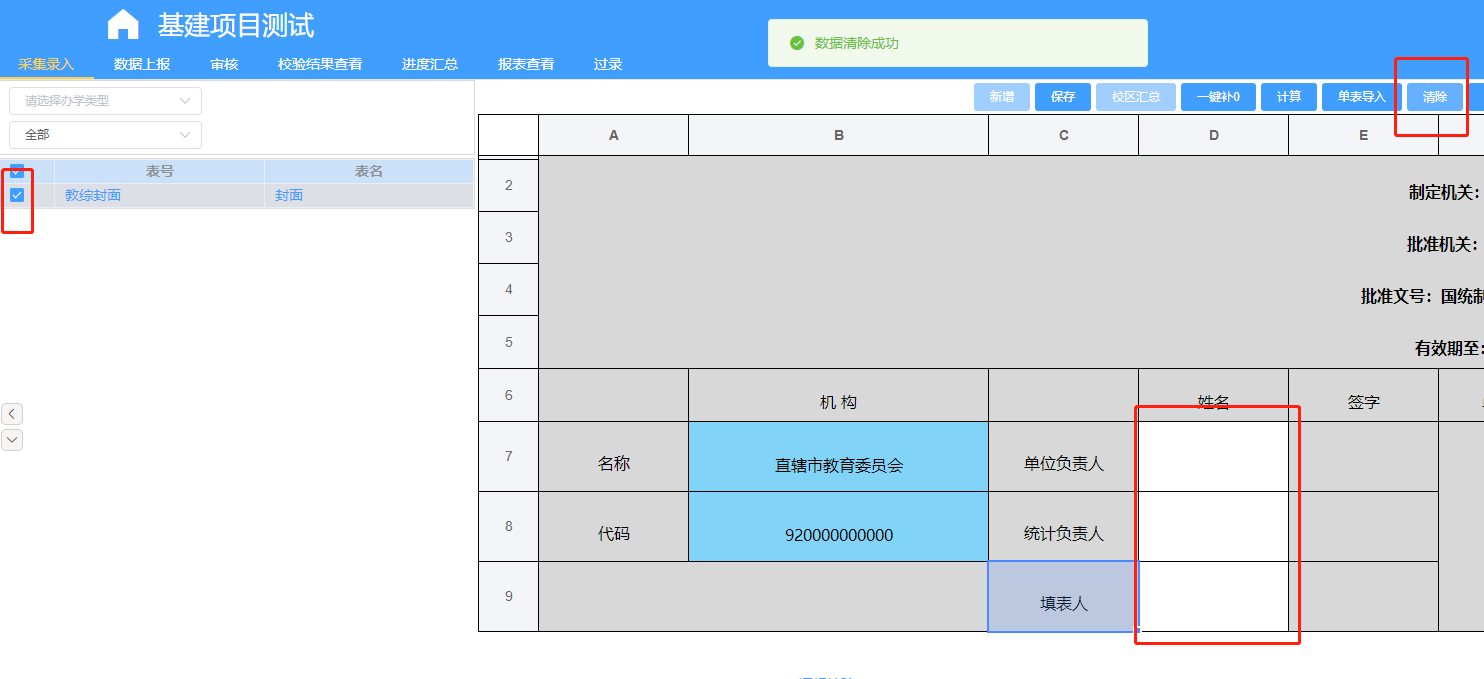 基建项目测试
数据清除成功
采集录入 数据上报 审核 校验结果查看 进度汇总 报表查看 过录
请选择办学类型
全部
新增 保存 校区汇总 一键补0 计算 单表导入 清除
表号 表名
教综封面 封面
A B C D E
2 制定机关：
3 批准机关：
4 批准文号：国统制
5 有效期至：
6 机 构 姓名 签字
7 名称 直辖市教育委员会 单位负责人
8 代码 920000000000 统计负责人
9 填表人